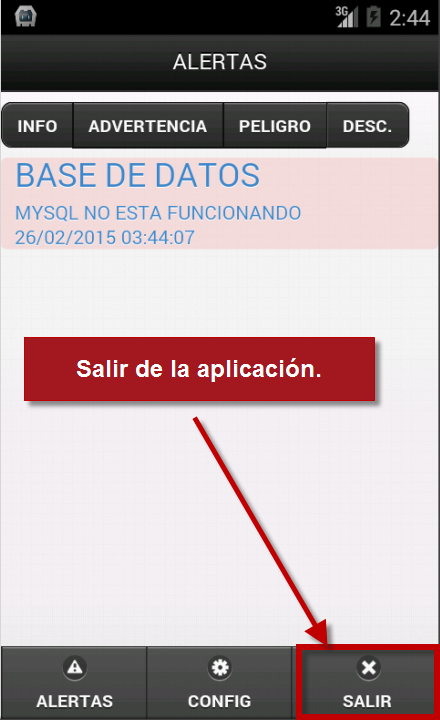 3G 2:44
ALERTAS
INFO ADVERTENCIA PELIGRO DESC.
BASE DE DATOS
MYSQL NO ESTA FUNCIONANDO
26/02/2015 03:44:07
Salir de la aplicación.
ALERTAS CONFIG SALIR